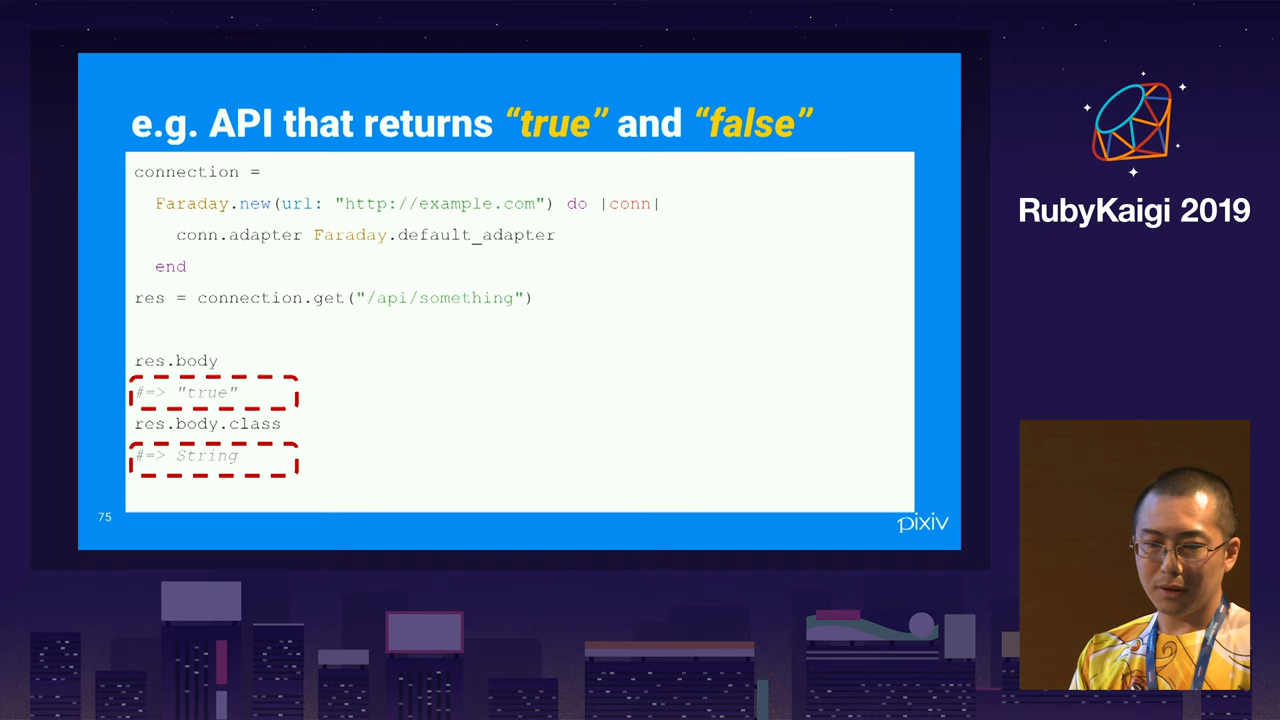 e.g. API that returns “true” and “false”
connection =
Faraday.new(url: "http://example.com") do |conn|
conn.adapter Faraday.default_adapter
end
res = connection.get("/api/something")
res.body
#=> "true"
res.body.class
#=> String
75
pixiv
RubyKaigi 2019